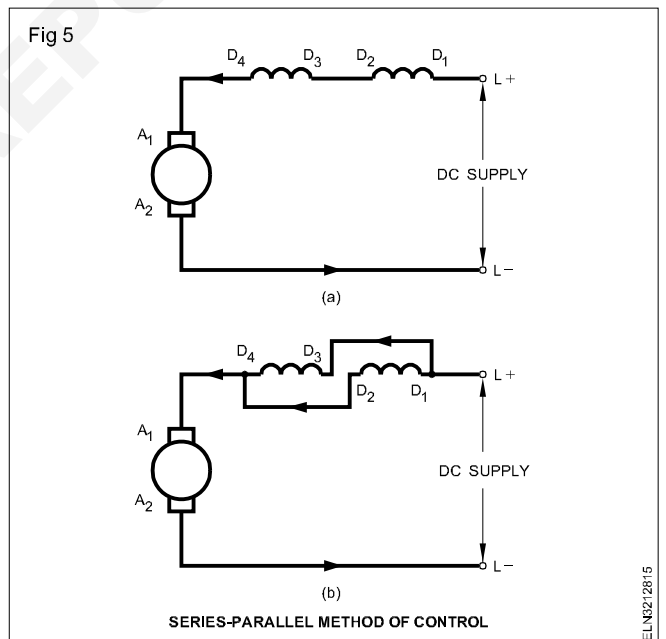 Fig 5
D4 D3 D2 D1
L +
A1
DC SUPPLY
A2
L −
(a)
D4 D3
L +
D2 D1
A1
DC SUPPLY
A2
L −
(b)
SERIES-PARALLEL METHOD OF CONTROL
ELN3212815